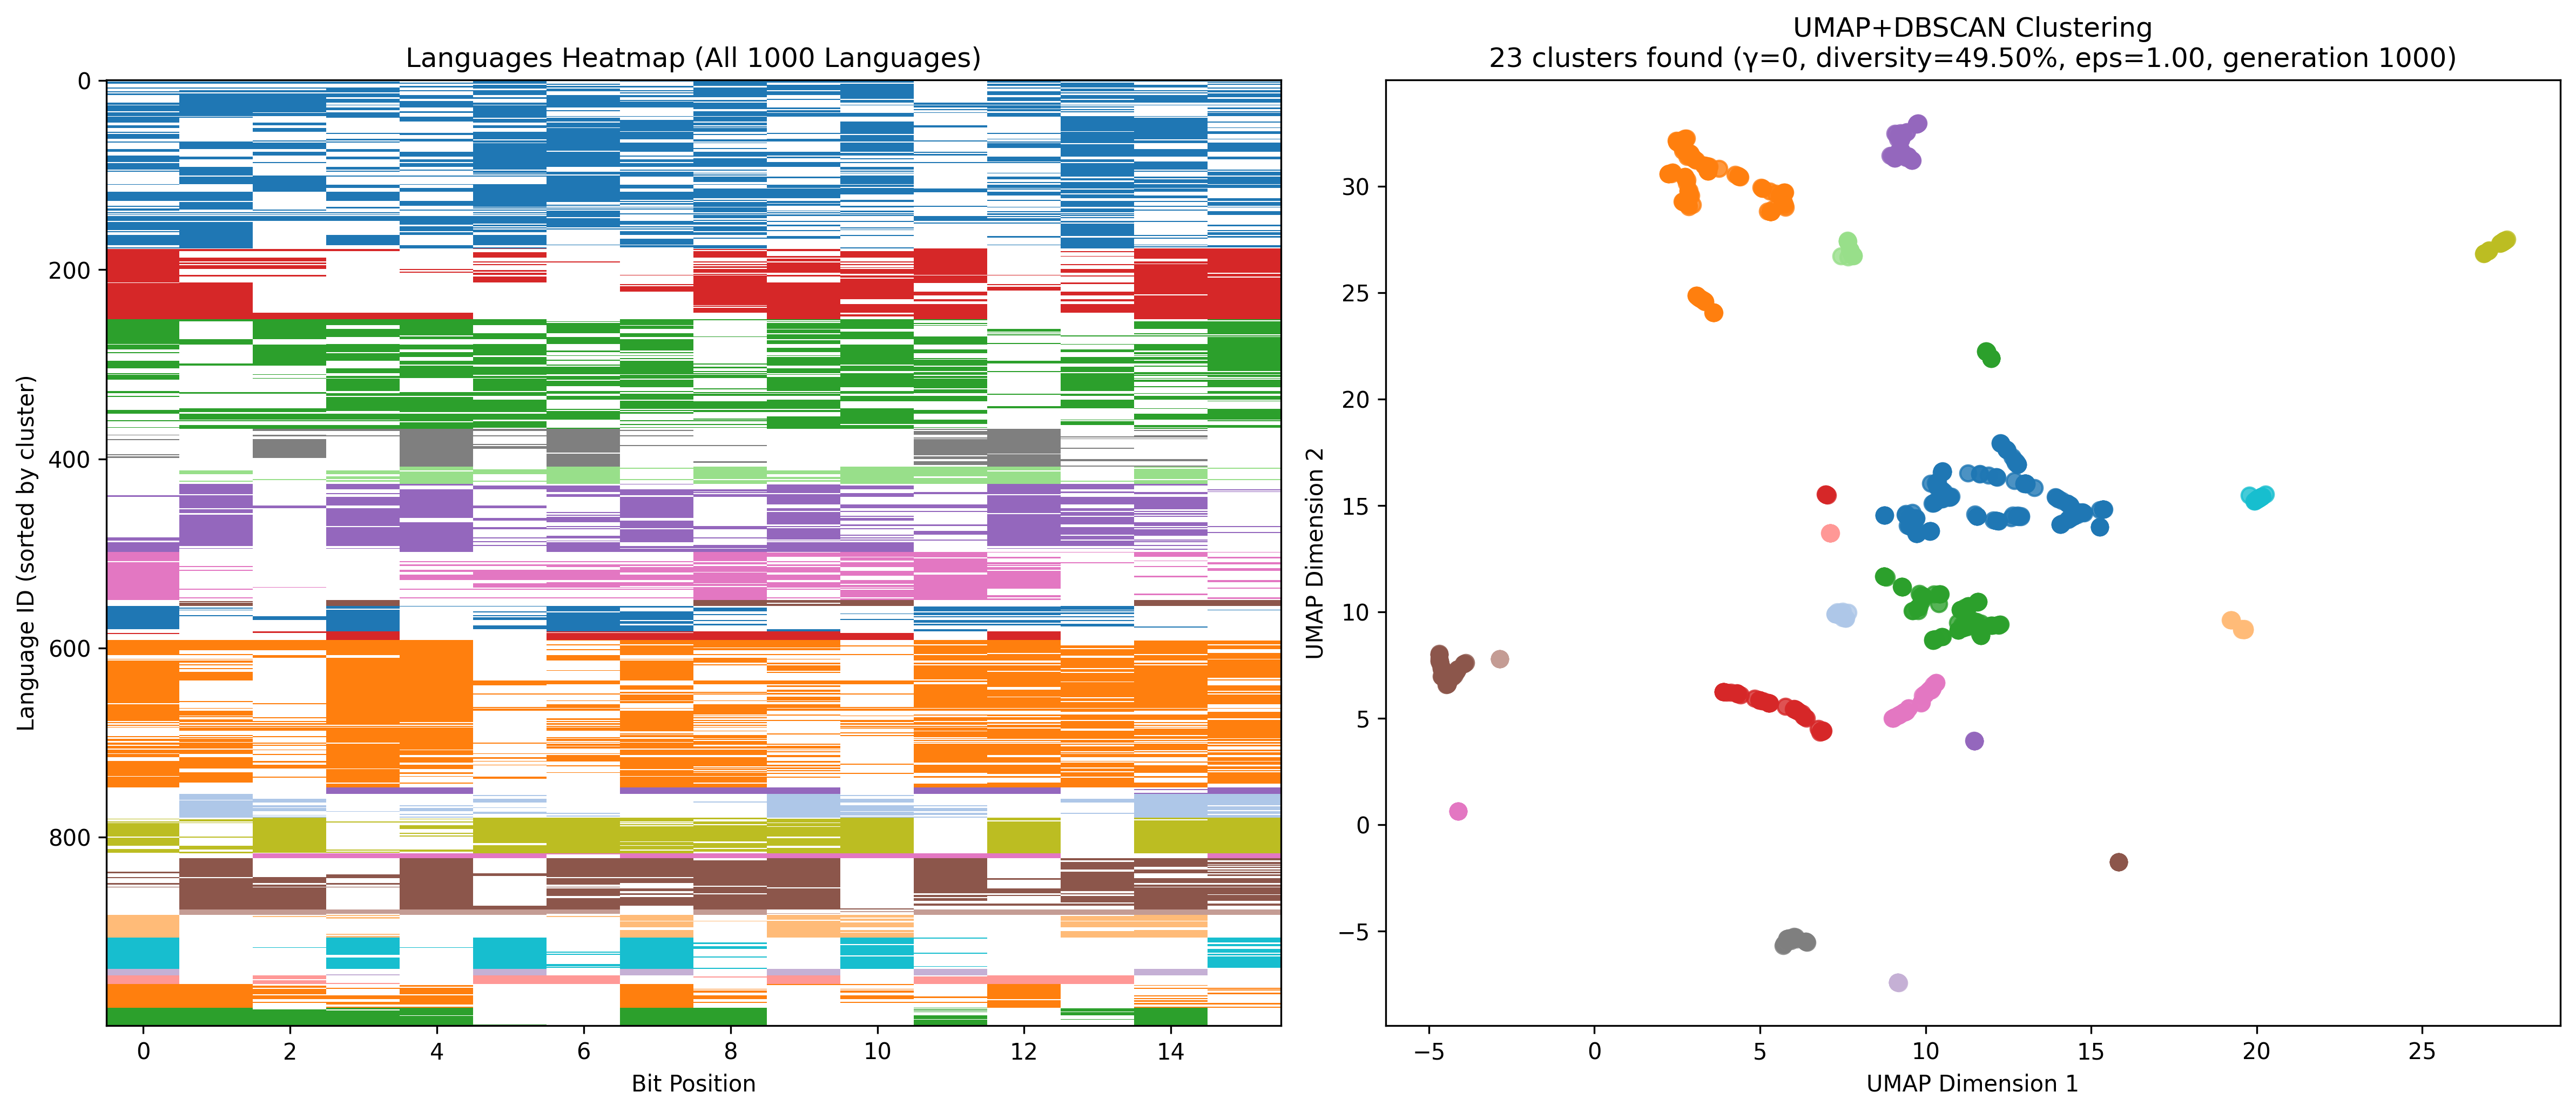 Languages Heatmap (All 1000 Languages)
0
200
400
600
800
Language ID (sorted by cluster)
0 2 4 6 8 10 12 14
Bit Position
UMAP+DBSCAN Clustering
23 clusters found (γ=0, diversity=49.50%, eps=1.00, generation 1000)
30
25
20
15
10
5
0
−5
UMAP Dimension 2
−5 0 5 10 15 20 25
UMAP Dimension 1